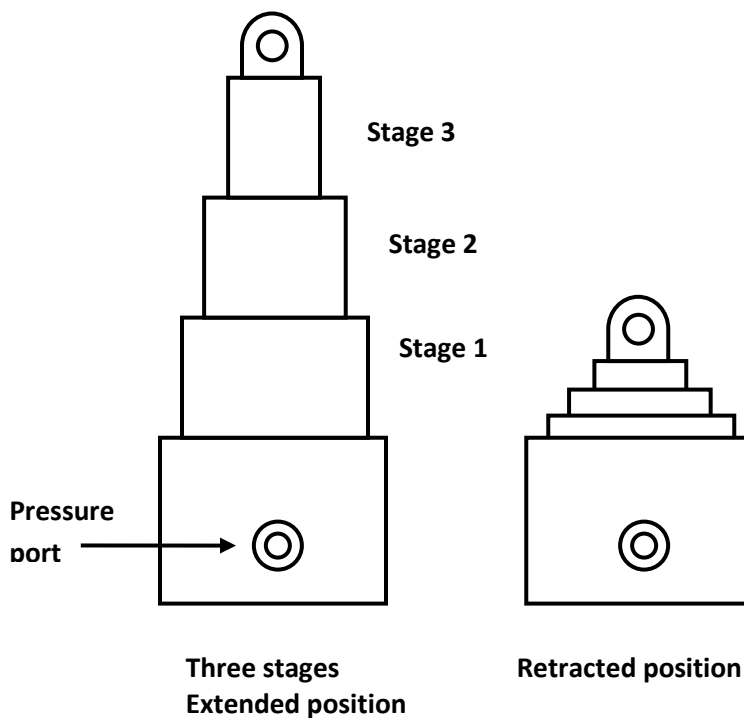 Stage 3
Stage 2
Stage 1
Pressure
port
Three stages
Extended position
Retracted position